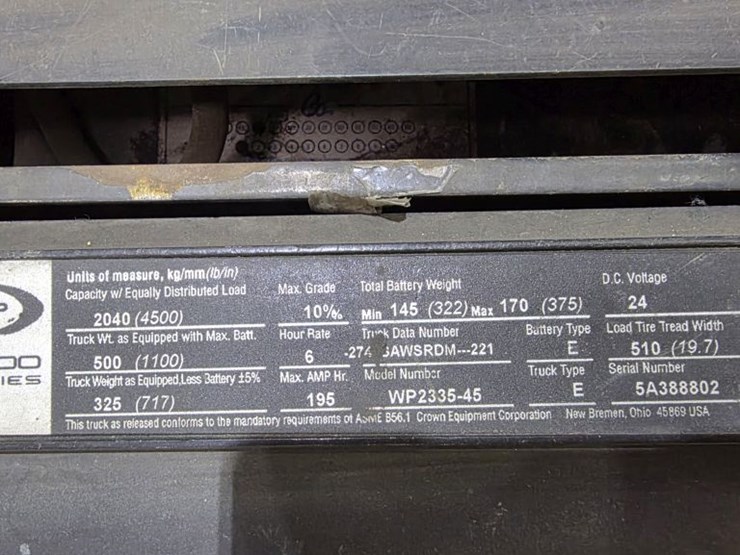 Units of measure, kg/mm(lb/in)
Capacity w/ Equally Distributed Load
2040 (4500)
Max. Grade
10%
Total Battery Weight
Min 145 (322) Max 170 (375)
D.C. Voltage
24
Truck Wt. as Equipped with Max. Batt.
500 (1100)
Hour Rate
6
Truck Data Number
-274 SAWSRDM---221
Battery Type
E
Load Tire Tread Width
510 (19.7)
Truck Weight as Equipped, Less Battery ±5%
325 (717)
Max. AMP Hr.
195
Model Number
WP2335-45
Truck Type
E
Serial Number
5A388802
This truck as released conforms to the mandatory requirements of ASME B56.1 Crown Equipment Corporation New Bremen, Ohio 45869 USA